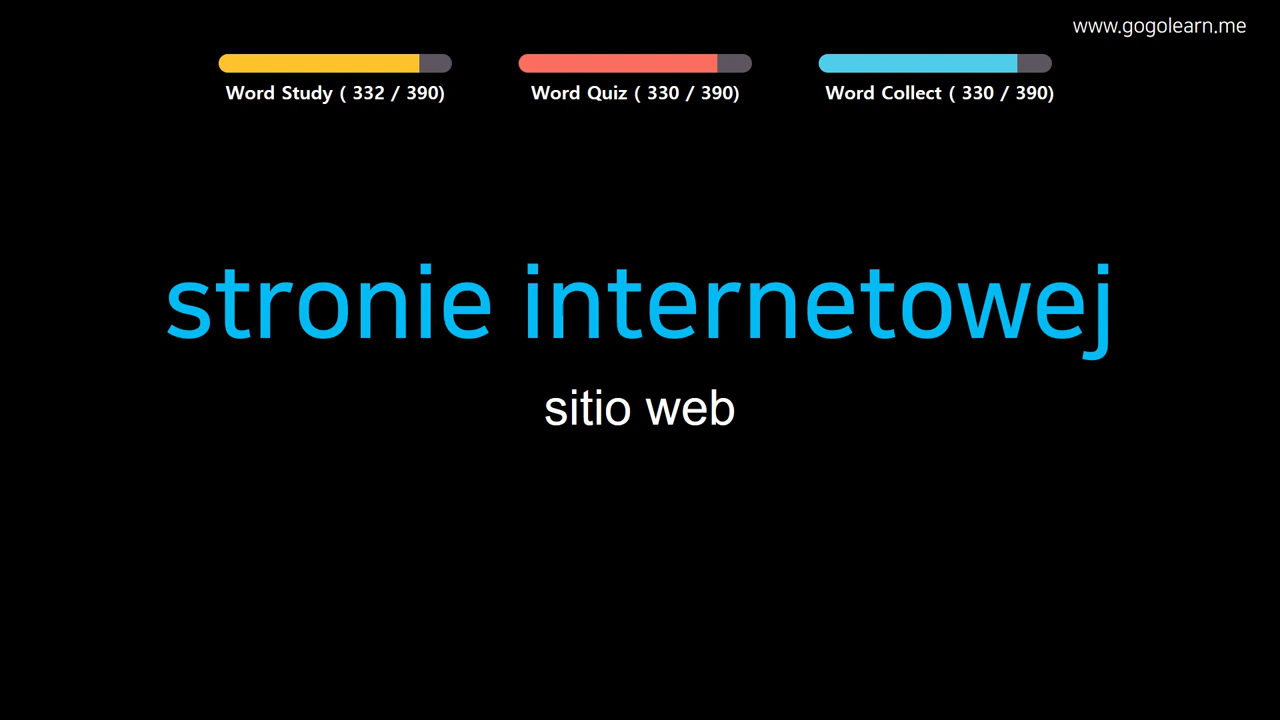 www.gogolearn.me
Word Study ( 332 / 390)
Word Quiz ( 330 / 390)
Word Collect ( 330 / 390)
stronie internetowej
sitio web